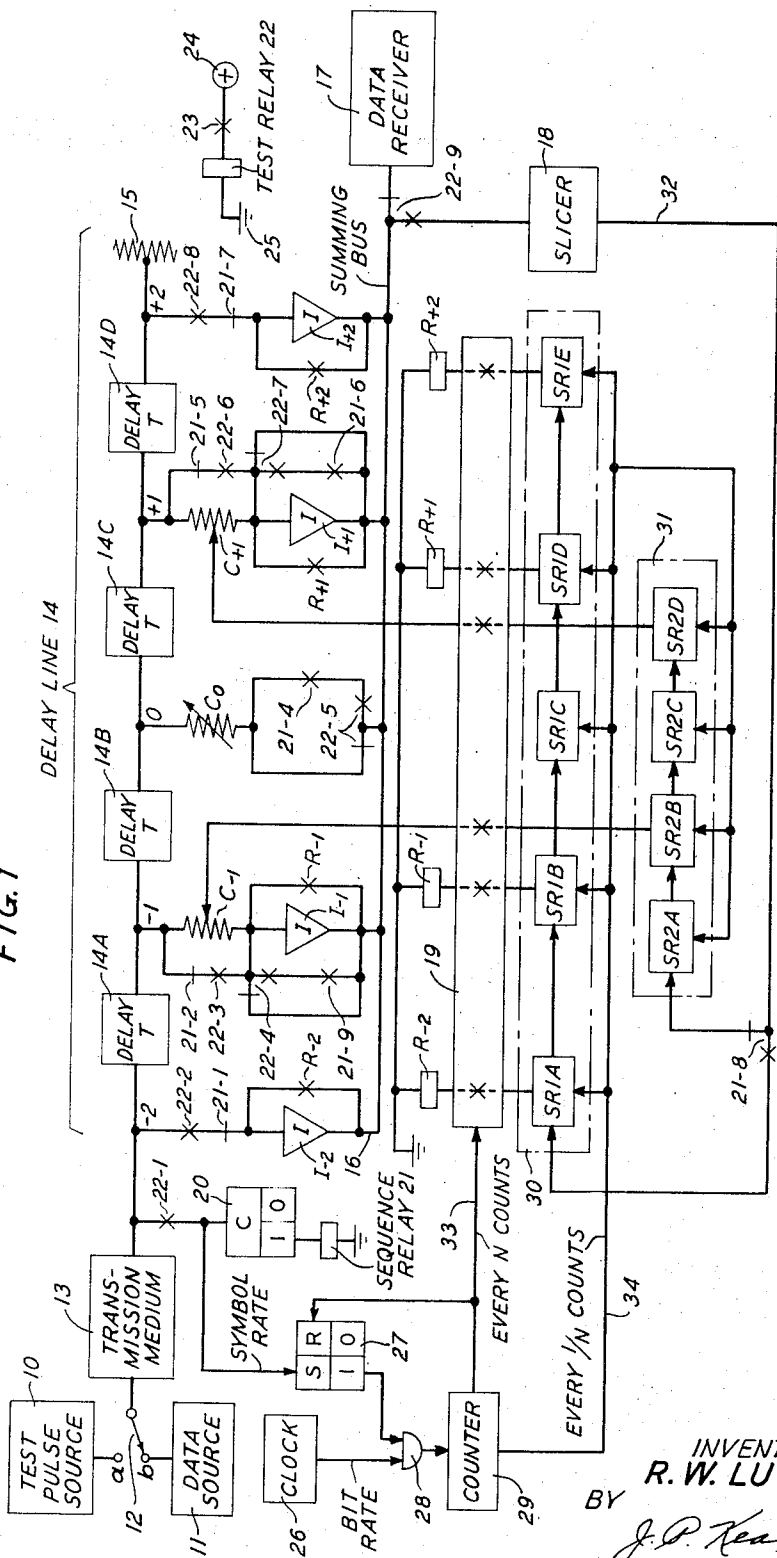 FIG. 1
DELAY LINE 14
TEST
PULSE
SOURCE
10
a
b
12
DATA
SOURCE
11
TRANS-
MISSION
MEDIUM
13
-2
DELAY
T
14A
-1
DELAY
T
14B
0
DELAY
T
14C
+1
DELAY
T
14D
+2
15
24
+
23
TEST RELAY 22
25
22-1
22-2
21-1
21-2
22-3
C-1
C0
C+1
21-5
22-6
22-8
21-7
I
I-2
R-2
22-4
21-9
I
I-1
R-1
21-4
22-5
R+1
I
I+1
22-7
21-6
R+2
I
I+2
16
SUMMING
BUS
17
DATA
RECEIVER
22-9
18
SLICER
32
20
C
1
0
SEQUENCE
RELAY 21
SYMBOL
RATE
S
R
1
0
27
26
CLOCK
BIT
RATE
28
COUNTER
29
33
EVERY N COUNTS
EVERY 1/N COUNTS
34
19
R-2
R-1
R+1
R+2
30
SR1A
SR1B
SR1C
SR1D
SR1E
31
SR2A
SR2B
SR2C
SR2D
21-8
INVENT
R. W. LU
BY
J. P. Kea